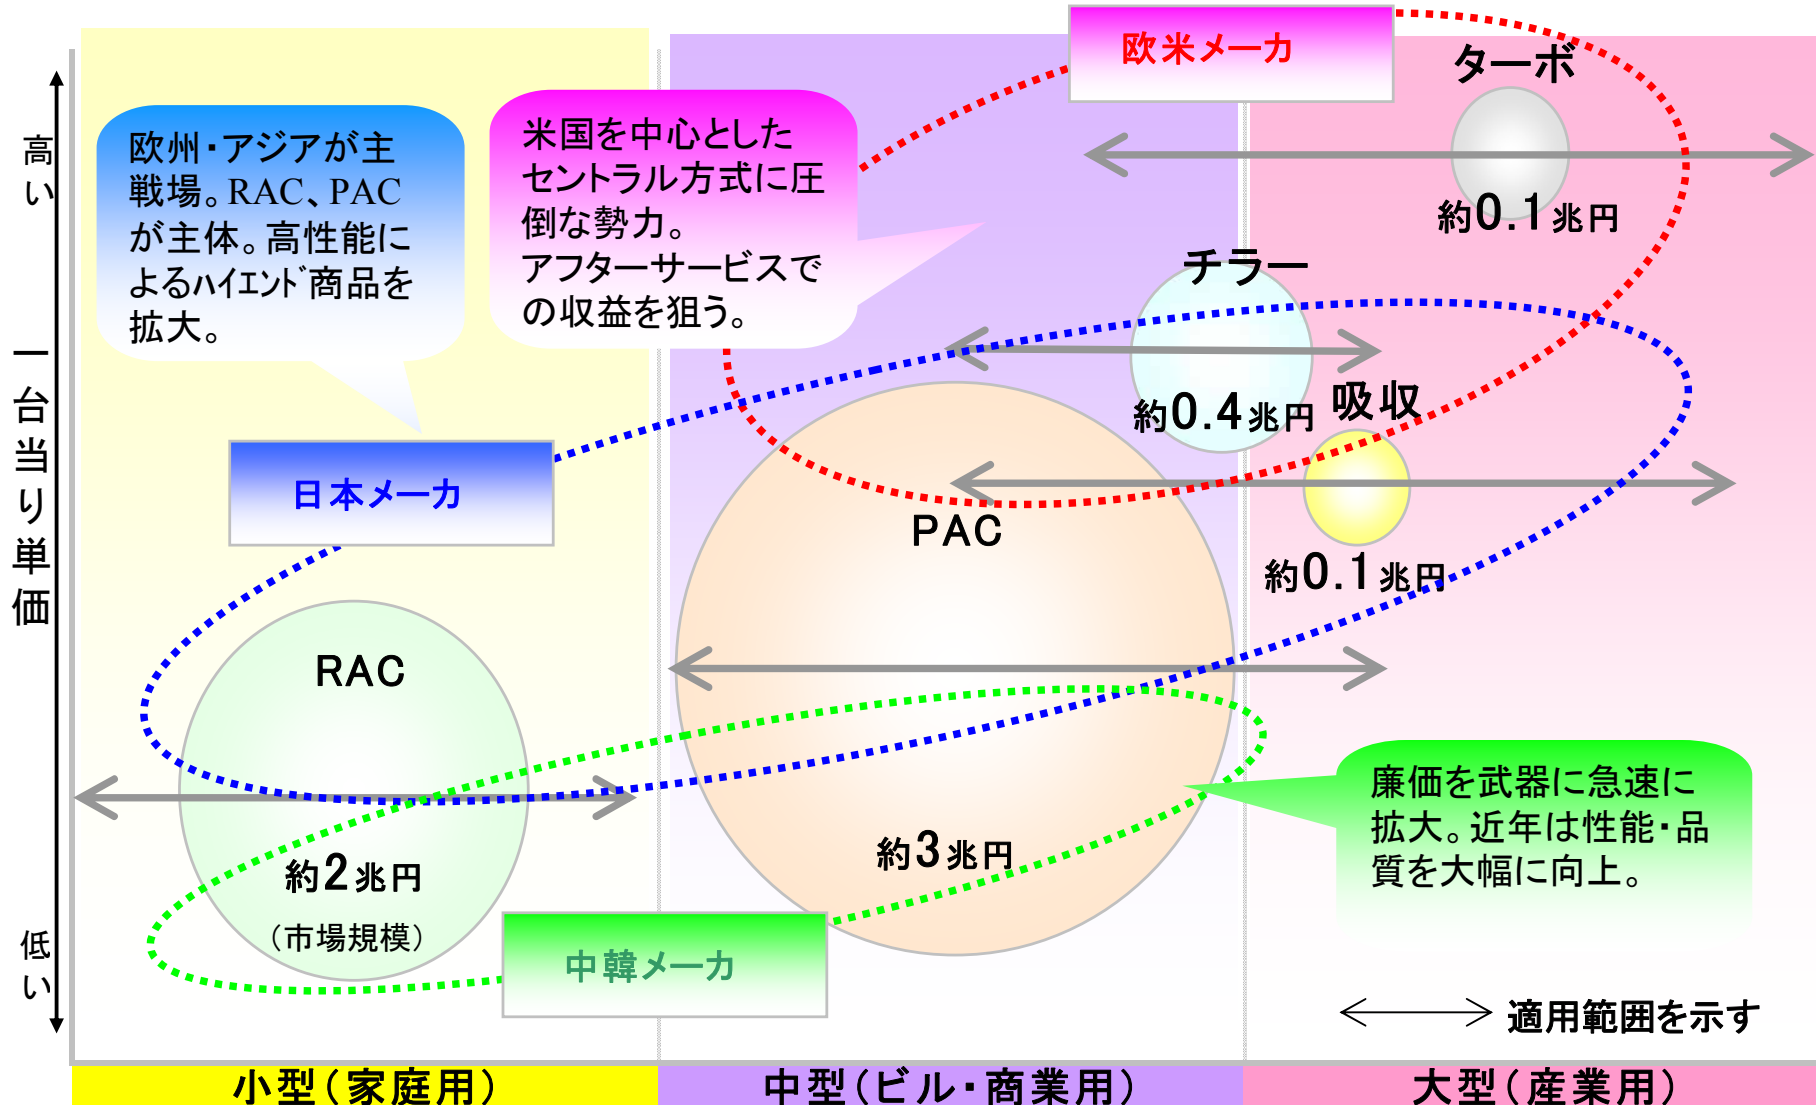 欧米メーカ
ターボ
高い
欧州・アジアが主
戦場。RAC、PAC
が主体。高性能に
よるﾊｲｴﾝﾄﾞ商品を
拡大。
米国を中心とした
セントラル方式に圧
倒な勢力。
アフターサービスで
の収益を狙う。
約0.1兆円
チラー
一台当り単価
約0.4兆円
吸収
日本メーカ
PAC
約0.1兆円
RAC
廉価を武器に急速に
拡大。近年は性能・品
質を大幅に向上。
約3兆円
約2兆円
（市場規模）
低い
中韓メーカ
適用範囲を示す
小型（家庭用）
中型（ビル・商業用）
大型（産業用）